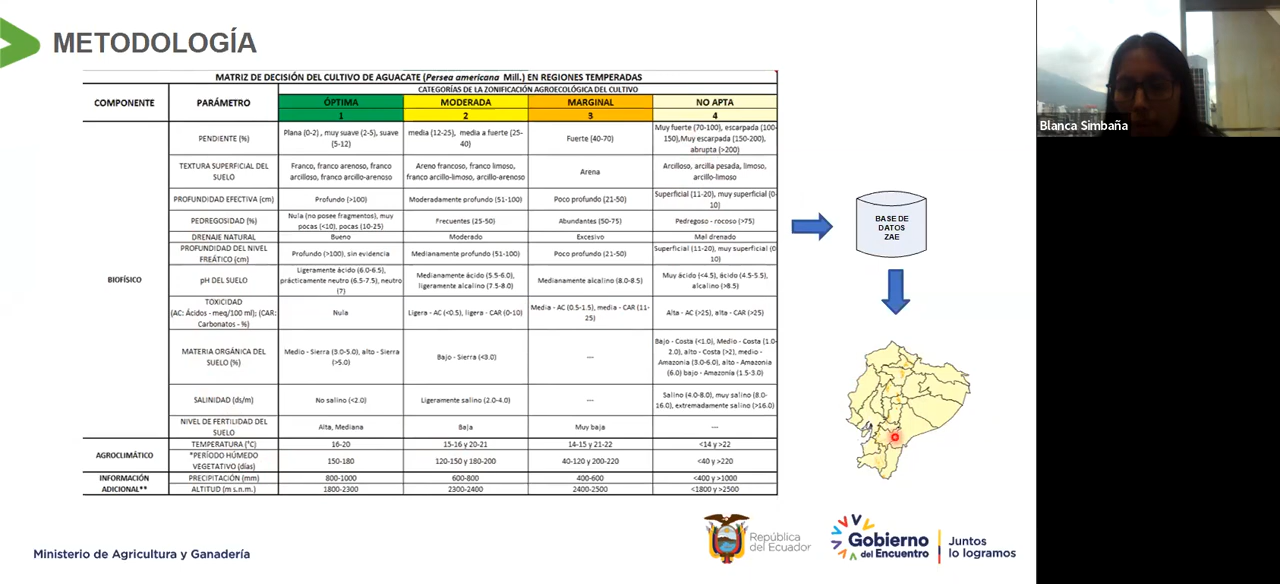 METODOLOGÍA
MATRIZ DE DECISIÓN DEL CULTIVO DE AGUACATE (Persea americana Mill.) EN REGIONES TEMPERADAS
COMPONENTE
PARÁMETRO
CATEGORÍAS DE LA ZONIFICACIÓN AGROECOLÓGICA DEL CULTIVO
ÓPTIMA
MODERADA
MARGINAL
NO APTA
1
2
3
4
BIOFÍSICO
PENDIENTE (%)
Plana (0-2) , muy suave (2-5), suave
(5-12)
media (12-25), media a fuerte (25-
40)
Fuerte (40-70)
Muy fuerte (70-100), escarpada (100-
150),Muy escarpada (150-200),
abrupta (>200)
TEXTURA SUPERFICIAL DEL
SUELO
Franco, franco arenoso, franco
arcilloso, franco arcillo-arenoso
Areno francoso, franco limoso,
franco arcillo-limoso, arcillo-arenoso
Arena
Arcilloso, arcilla pesada, limoso,
arcillo-limoso
PROFUNDIDAD EFECTIVA (cm)
Profundo (>100)
Moderadamente profundo (51-100)
Poco profundo (21-50)
Superficial (11-20), muy superficial (0-
10)
PEDREGOSIDAD (%)
Nula (no posee fragmentos), muy
pocas (<10), pocas (10-25)
Frecuentes (25-50)
Abundantes (50-75)
Pedregoso - rocoso (>75)
DRENAJE NATURAL
Bueno
Moderado
Excesivo
Mal drenado
PROFUNDIDAD DEL NIVEL
FREÁTICO (cm)
Profundo (>100), sin evidencia
Medianamente profundo (51-100)
Poco profundo (21-50)
Superficial (11-20), muy superficial (0
10)
pH DEL SUELO
Ligeramente ácido (6.0-6.5),
prácticamente neutro (6.5-7.5), neutro
(7)
Medianamente ácido (5.5-6.0),
ligeramente alcalino (7.5-8.0)
Medianamente alcalino (8.0-8.5)
Muy ácido (<4.5), ácido (4.5-5.5),
alcalino (>8.5)
TOXICIDAD
(AC: Ácidos - meq/100 ml); (CAR:
Carbonatos - %)
Nula
Ligera - AC (<0.5), ligera - CAR (0-10)
Media - AC (0.5-1.5), media - CAR (11-
25)
Alta - AC (>25), alta - CAR (>25)
MATERIA ORGÁNICA DEL
SUELO (%)
Medio - Sierra (3.0-5.0), alto - Sierra
(>5.0)
Bajo - Sierra (<3.0)
---
Bajo - Costa (<1.0), Medio - Costa (1.0-
2.0), alto - Costa (>2), medio -
Amazonía (3.0-6.0), alto - Amazonía
(6.0) bajo - Amazonía (1.5-3.0)
SALINIDAD (ds/m)
No salino (<2.0)
Ligeramente salino (2.0-4.0)
---
Salino (4.0-8.0), muy salino (8.0-
16.0), extremadamente salino (>16.0)
NIVEL DE FERTILIDAD DEL
SUELO
Alta, Mediana
Baja
Muy baja
---
AGROCLIMÁTICO
TEMPERATURA (°C)
16-20
15-16 y 20-21
14-15 y 21-22
<14 y >22
*PERÍODO HÚMEDO
VEGETATIVO (días)
150-180
120-150 y 180-200
40-120 y 200-220
<40 y >220
INFORMACIÓN
ADICIONAL**
PRECIPITACIÓN (mm)
800-1000
600-800
400-600
<400 y >1000
ALTITUD (m s.n.m.)
1800-2300
2300-2400
2400-2500
<1800 y >2500
BASE DE
DATOS
ZAE
Blanca Simbaña
Ministerio de Agricultura y Ganadería
República
del Ecuador
Gobierno
del Encuentro
Juntos
lo logramos